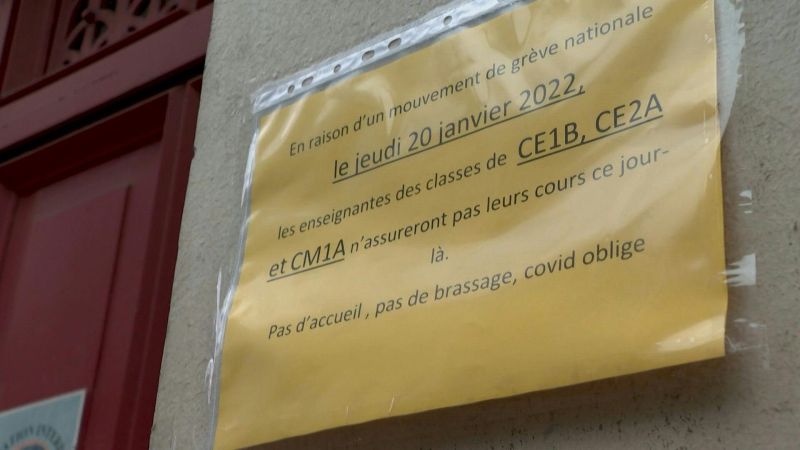 En raison d'un mouvement de grève nationale
le jeudi 20 janvier 2022,
les enseignantes des classes de CE1B, CE2A
et CM1A n'assureront pas leurs cours ce jour-
là.
Pas d'accueil , pas de brassage, covid oblige